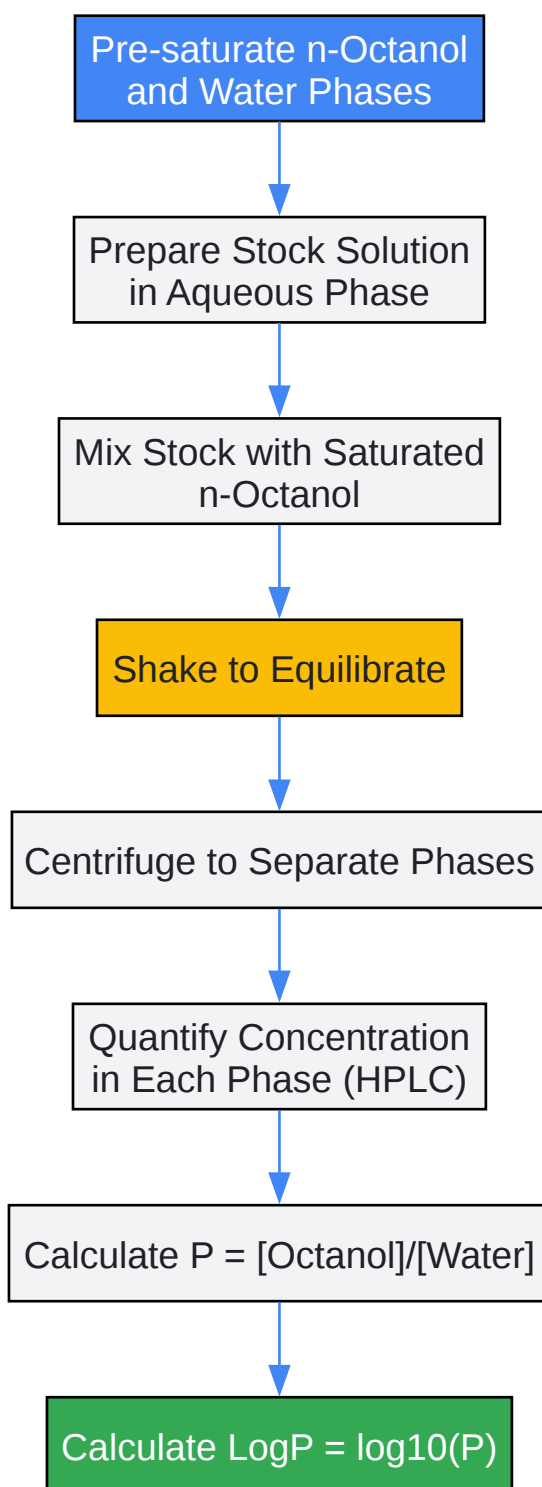 Pre-saturate n-Octanol
and Water Phases
Prepare Stock Solution
in Aqueous Phase
Mix Stock with Saturated
n-Octanol
Shake to Equilibrate
Centrifuge to Separate Phases
Quantify Concentration
in Each Phase (HPLC)
Calculate P = [Octanol]/[Water]
Calculate LogP = log10(P)